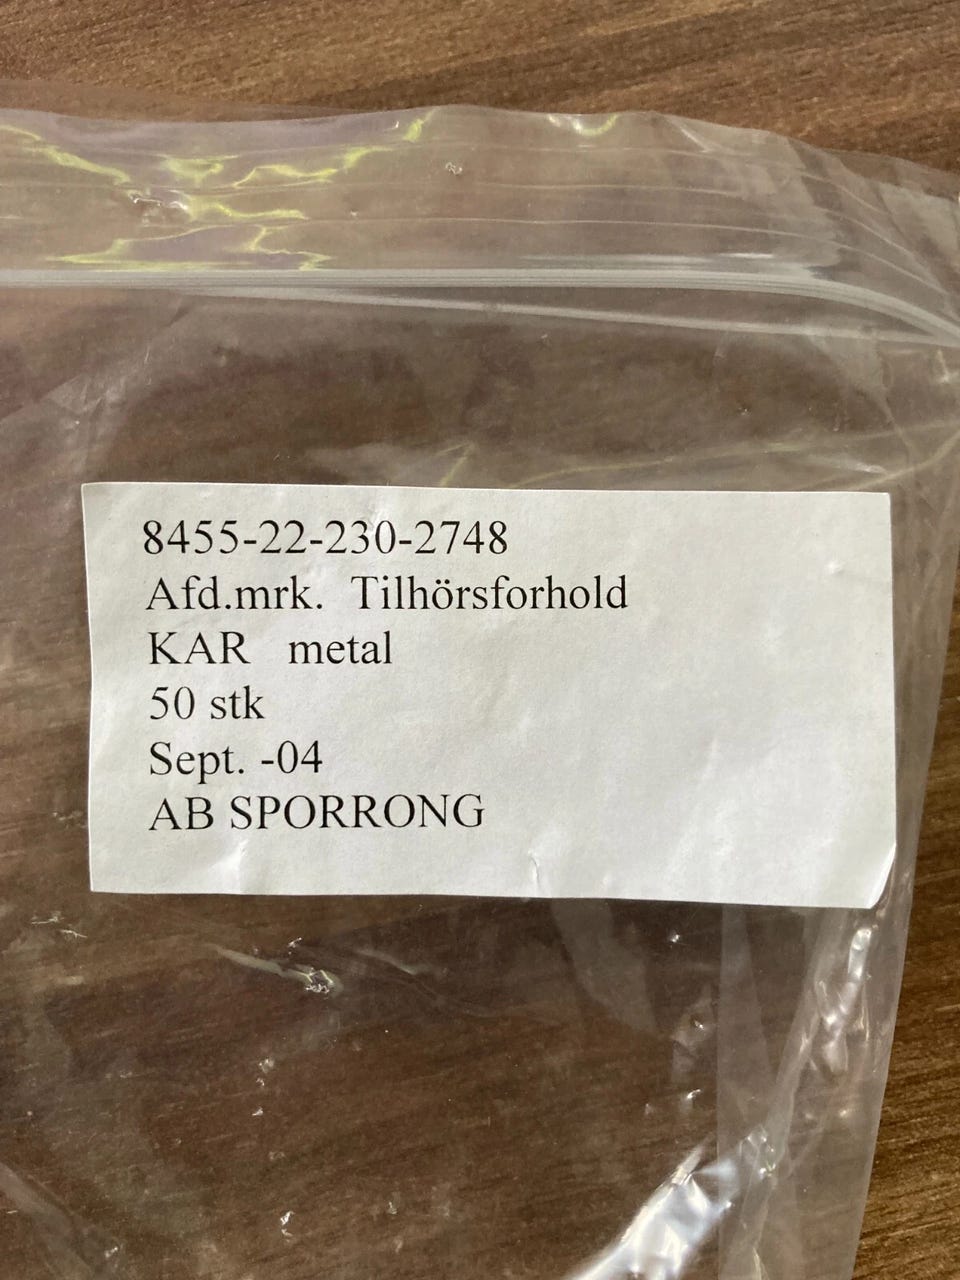 8455-22-230-2748
Afd.mrk. Tilhörsforhold
KAR metal
50 stk
Sept. -04
AB SPORRONG